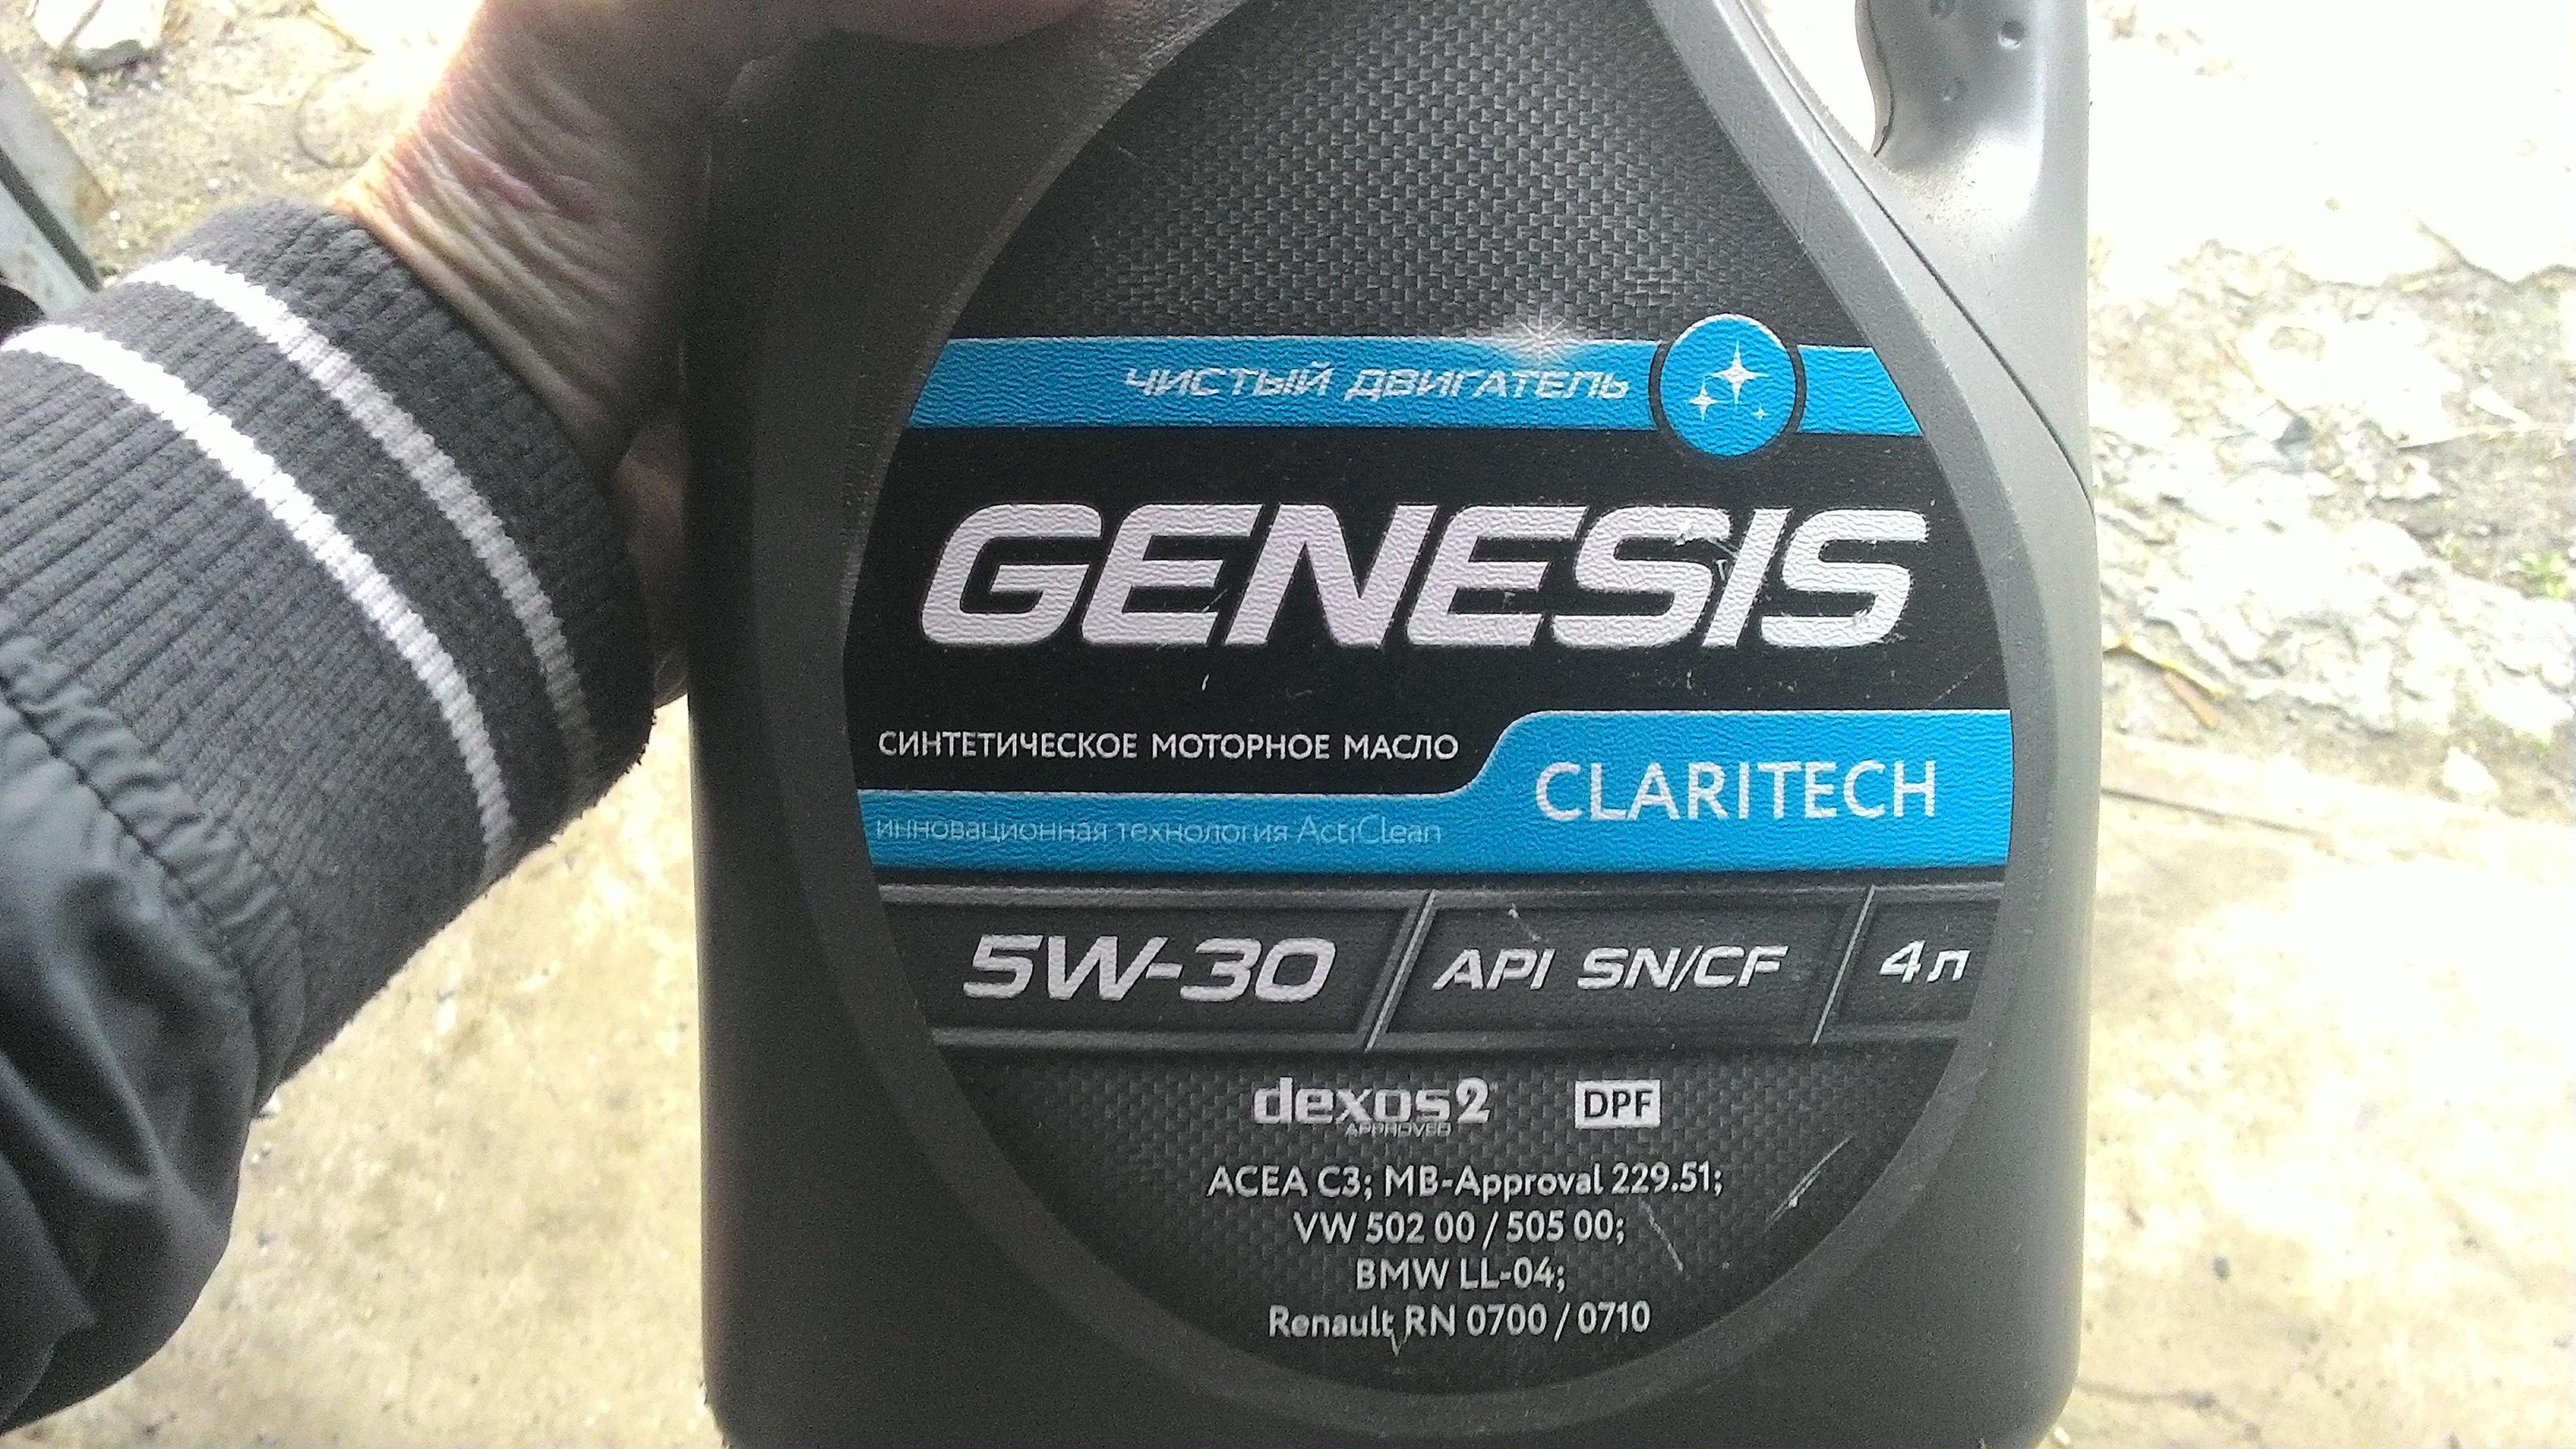 ЧИСТЫЙ ДВИГАТЕЛЬ
GENESIS
СИНТЕТИЧЕСКОЕ МОТОРНОЕ МАСЛО
CLARITECH
инновационная технология ActiClean
5W-30 API SN/CF 4л
dexos2 DPF
APPROVED
ACEA C3; MB-Approval 229.51;
VW 502 00 / 505 00;
BMW LL-04;
Renault RN 0700 / 0710